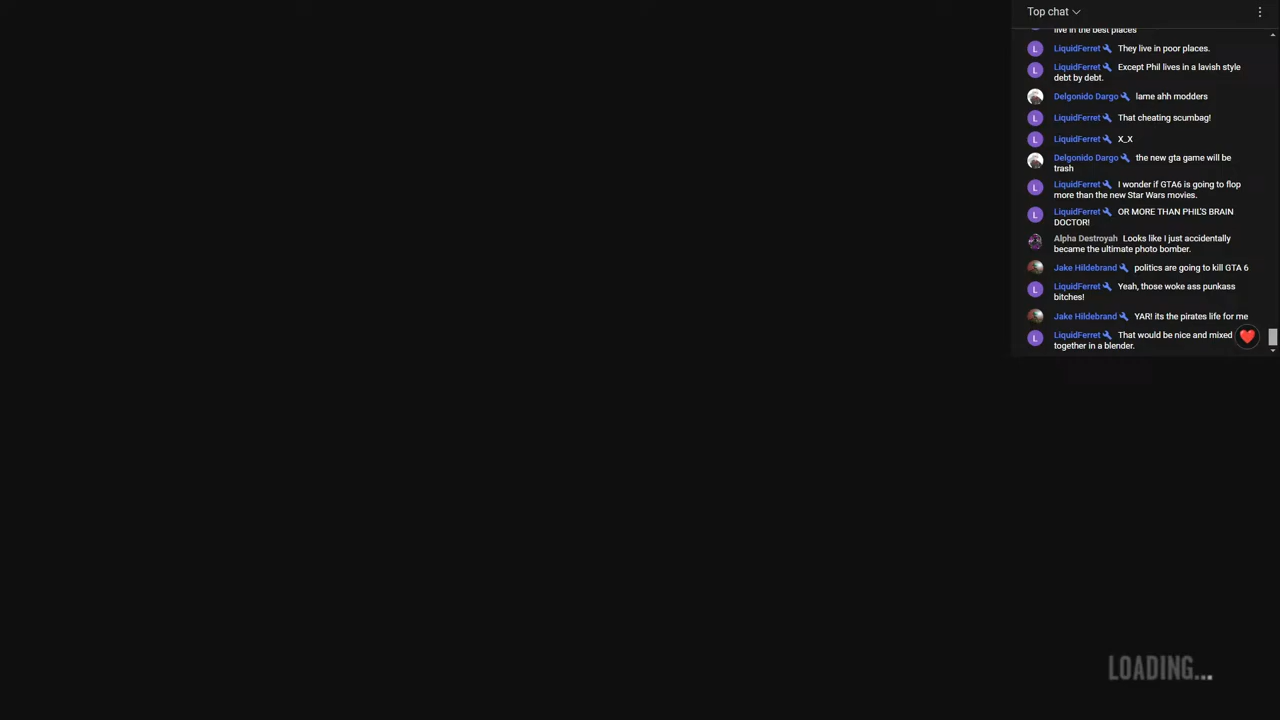 Top chat
live in the best places
L LiquidFerret They live in poor places.
L LiquidFerret Except Phil lives in a lavish style
debt by debt.
Delgonido Dargo lame ahh modders
L LiquidFerret That cheating scumbag!
L LiquidFerret X_X
Delgonido Dargo the new gta game will be
trash
L LiquidFerret I wonder if GTA6 is going to flop
more than the new Star Wars movies.
L LiquidFerret OR MORE THAN PHIL'S BRAIN
DOCTOR!
Alpha Destroyah Looks like I just accidentally
became the ultimate photo bomber.
Jake Hildebrand politics are going to kill GTA 6
L LiquidFerret Yeah, those woke ass punkass
bitches!
Jake Hildebrand YAR! its the pirates life for me
L LiquidFerret That would be nice and mixed
together in a blender.
LOADING...